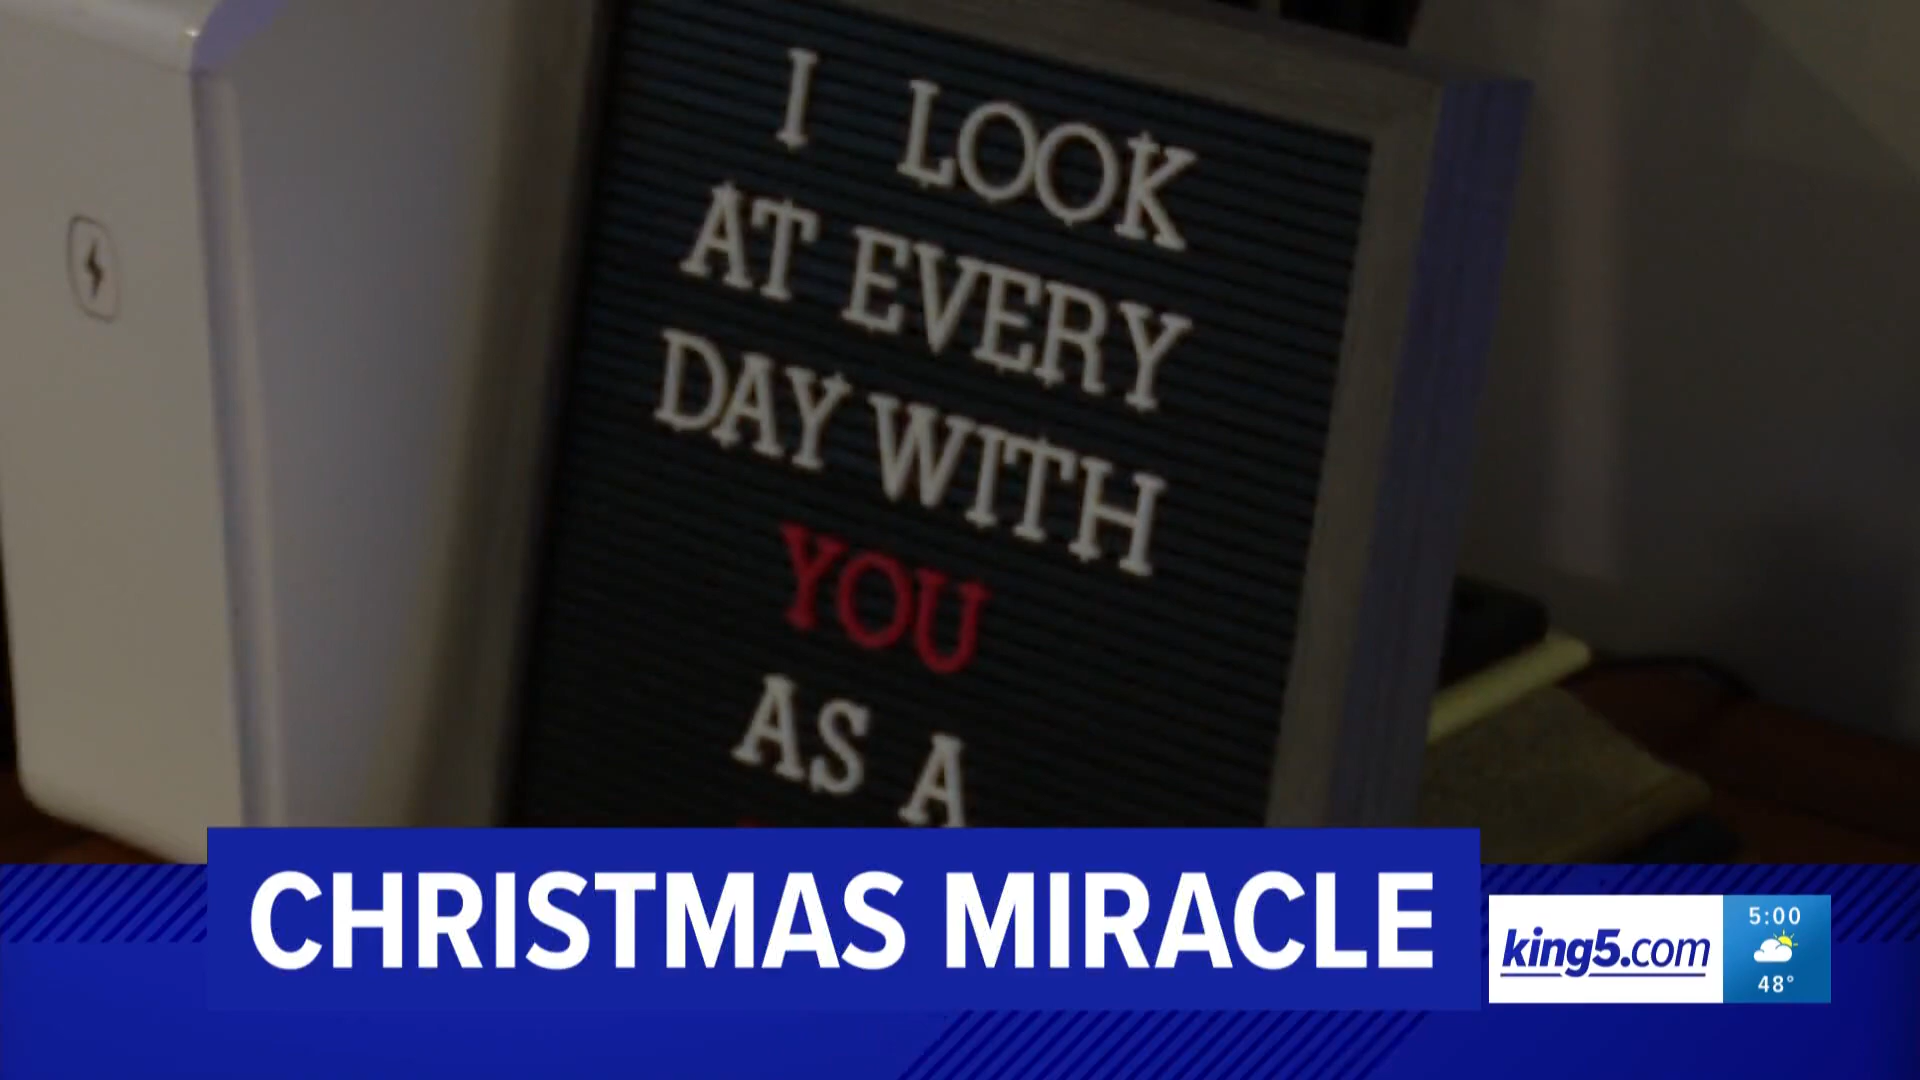 I LOOK
AT EVERY
DAY WITH
YOU
AS A
CHRISTMAS MIRACLE
king5.com
5:00
48°